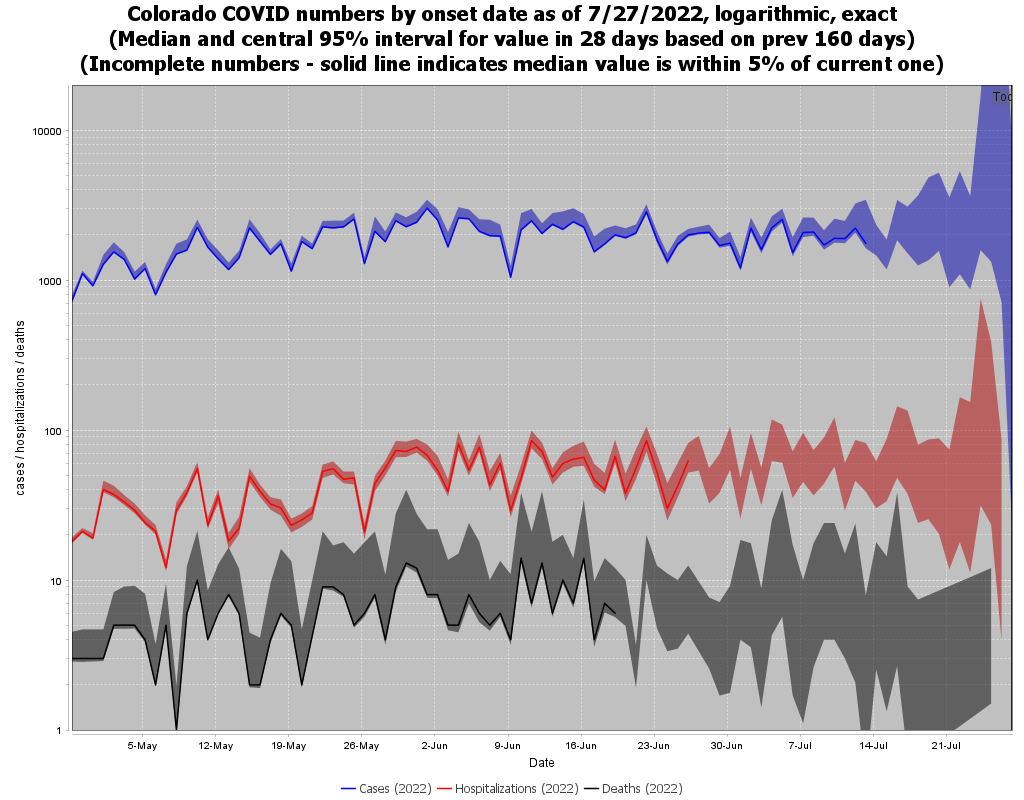 Colorado COVID numbers by onset date as of 7/27/2022, logarithmic, exact
(Median and central 95% interval for value in 28 days based on prev 160 days)
(Incomplete numbers - solid line indicates median value is within 5% of current one)
10000
1000
100
10
1
cases / hospitalizations / deaths
5-May 12-May 19-May 26-May 2-Jun 9-Jun 16-Jun 23-Jun 30-Jun 7-Jul 14-Jul 21-Jul
Date
Cases (2022) Hospitalizations (2022) Deaths (2022)